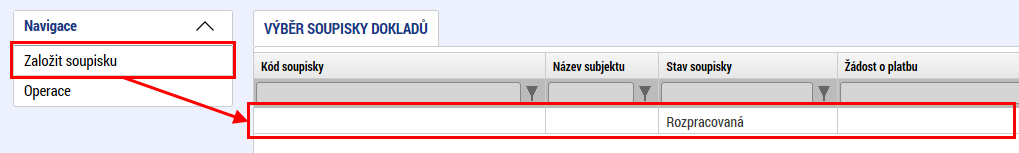 Navigace
Založit soupisku
Operace
VÝBĚR SOUPISKY DOKLADŮ
Kód soupisky Název subjektu Stav soupisky Žádost o platbu
Rozpracovaná